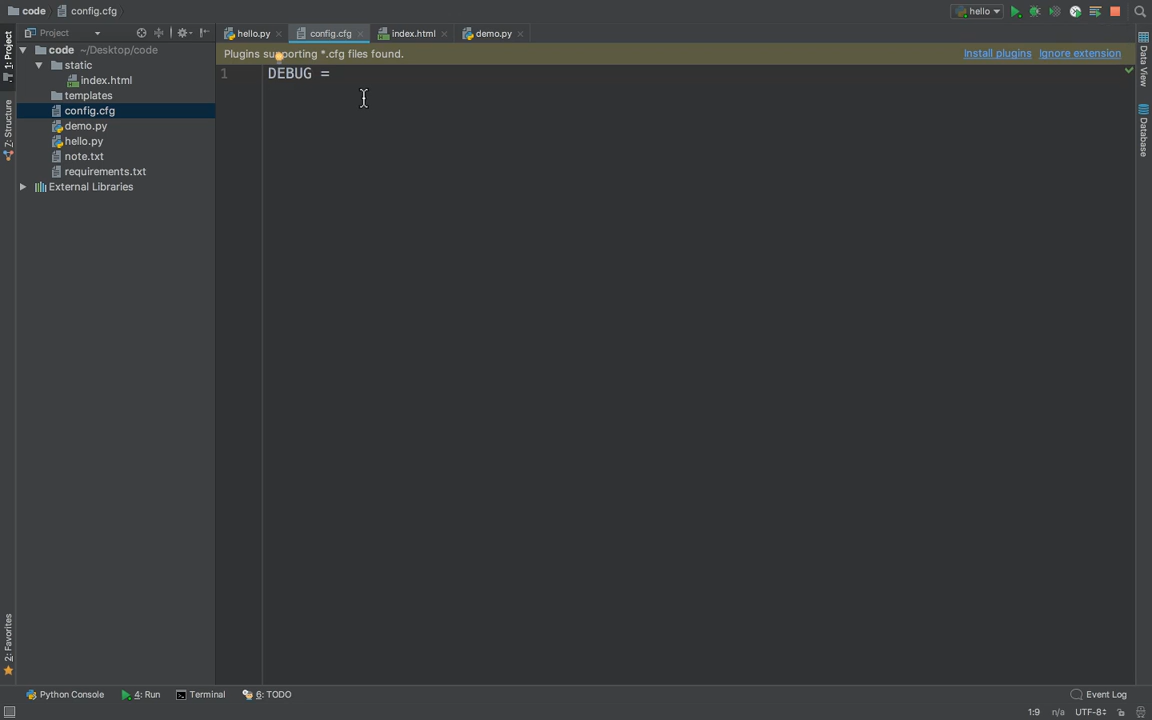 code config.cfg hello
1: Project
Project
hello.py config.cfg index.html demo.py
Plugins supporting *.cfg files found. Install plugins Ignore extension
code ~/Desktop/code
static
index.html
templates
config.cfg
demo.py
hello.py
note.txt
requirements.txt
External Libraries
1 DEBUG =
Z: Structure
2: Favorites
Data View
Database
Python Console 4: Run Terminal 6: TODO Event Log
1:9 n/a UTF-8